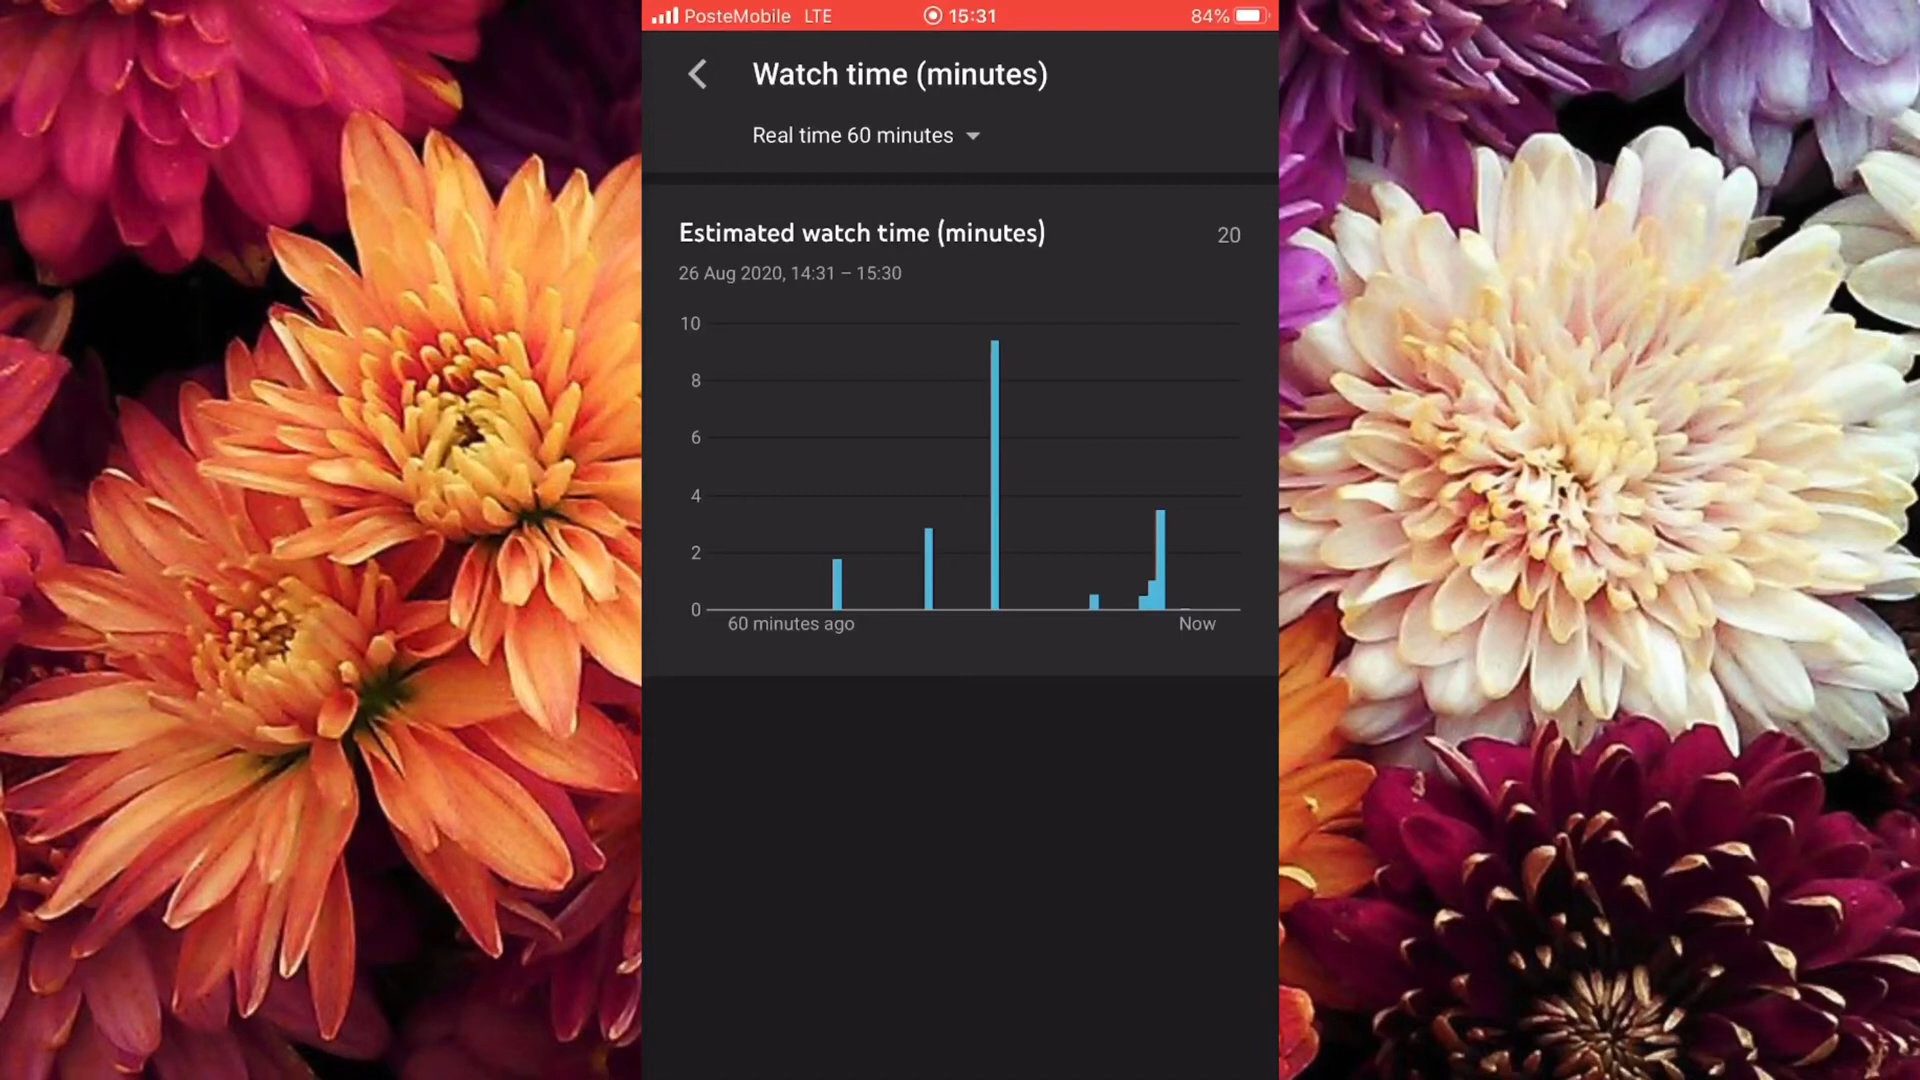 PosteMobile LTE 15:31 84%
Watch time (minutes)
Real time 60 minutes
Estimated watch time (minutes) 20
26 Aug 2020, 14:31 – 15:30
10
8
6
4
2
0
60 minutes ago Now